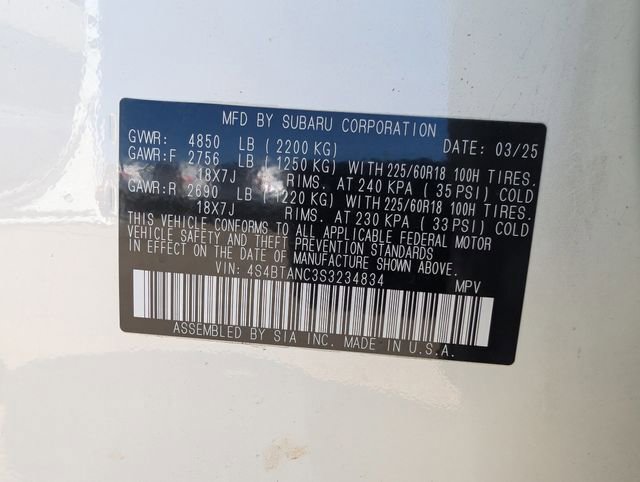 MFD BY SUBARU CORPORATION DATE: 03/25
GVWR: 4850 LB ( 2200 KG)
GAWR:F 2756 LB ( 1250 KG) WITH 225/60R18 100H TIRES.
18X7J RIMS. AT 240 KPA ( 35 PSI) COLD
GAWR:R 2690 LB ( 1220 KG) WITH 225/60R18 100H TIRES.
18X7J RIMS. AT 230 KPA ( 33 PSI) COLD
THIS VEHICLE CONFORMS TO ALL APPLICABLE FEDERAL MOTOR
VEHICLE SAFETY AND THEFT PREVENTION STANDARDS
IN EFFECT ON THE DATE OF MANUFACTURE SHOWN ABOVE.
VIN: 4S4BTANC3S3234834 MPV
ASSEMBLED BY SIA INC. MADE IN U.S.A.